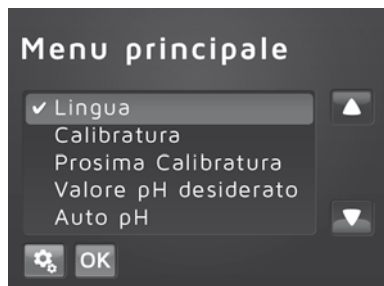 Menu principale
Lingua
Calibratura
Prosima Calibratura
Valore pH desiderato
Auto pH
OK